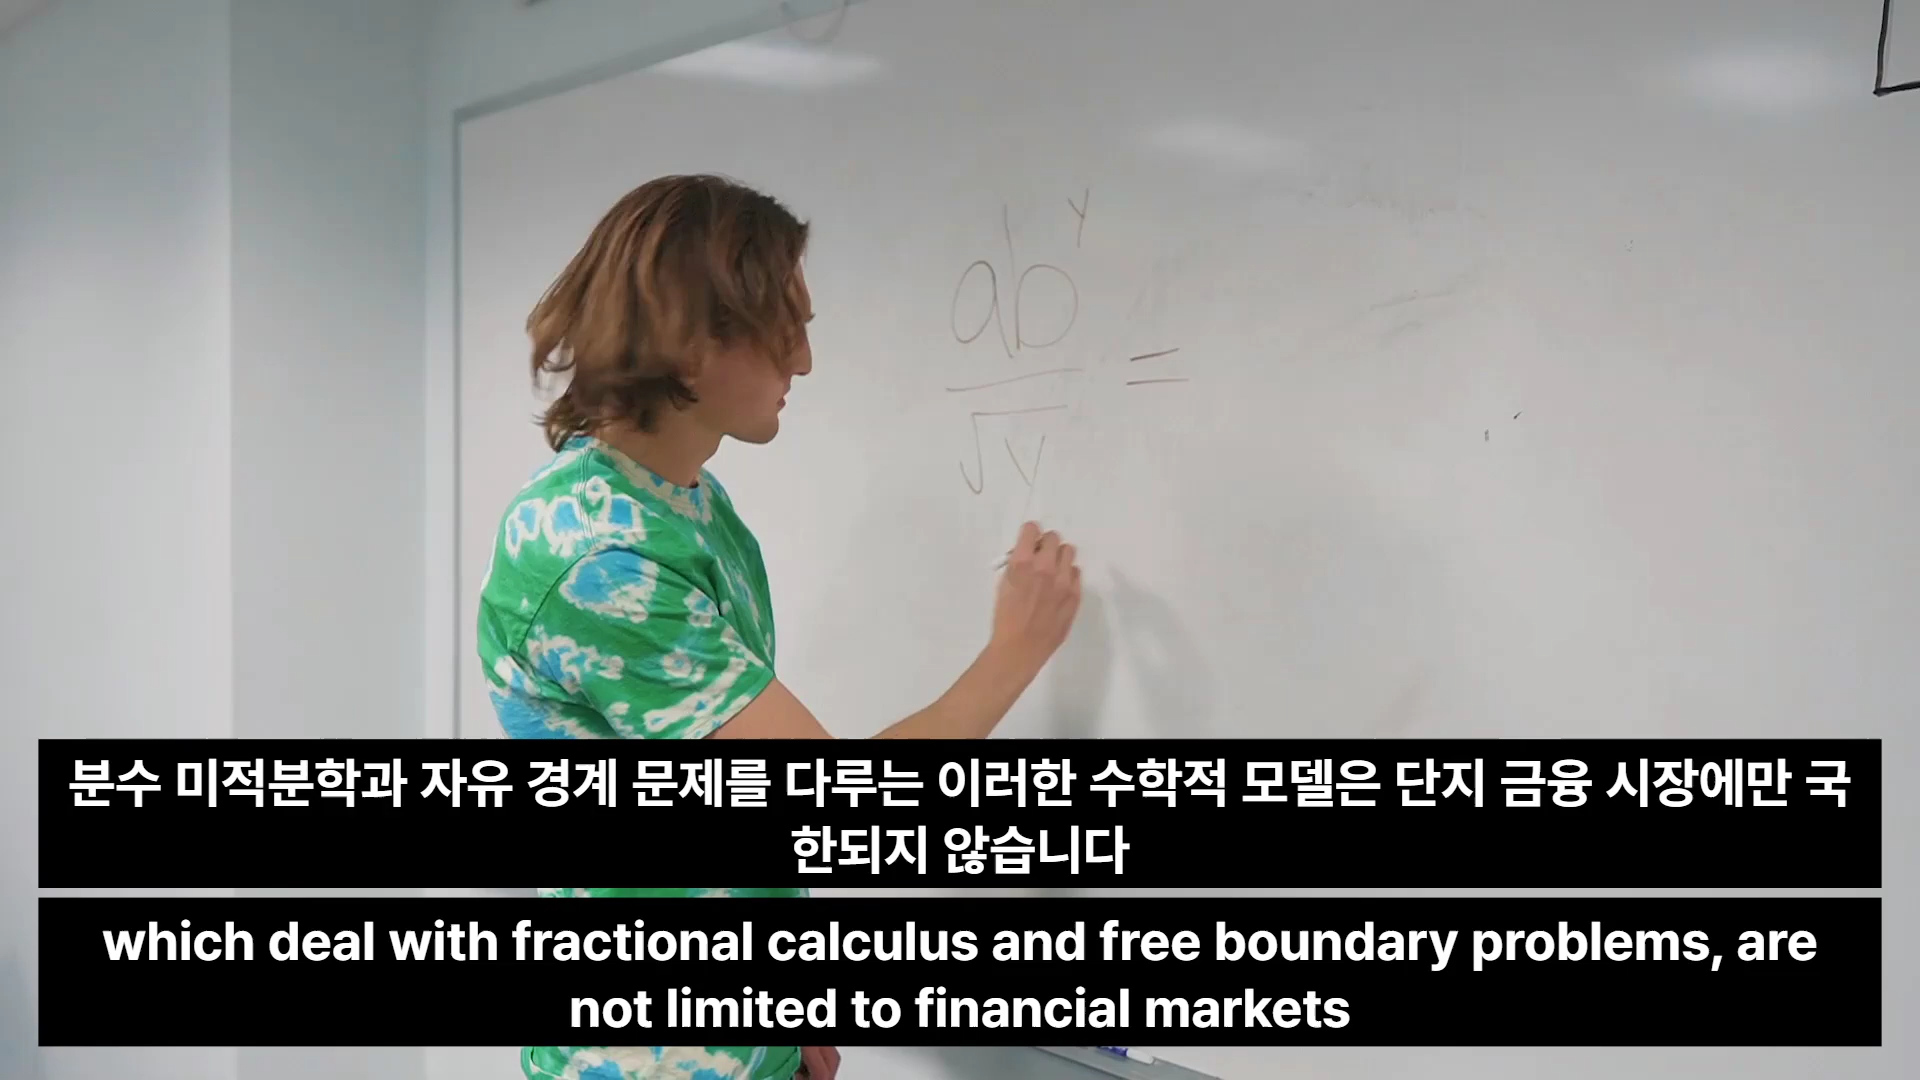 ab^y
=
√y
분수 미적분학과 자유 경계 문제를 다루는 이러한 수학적 모델은 단지 금융 시장에만 국
한되지 않습니다
which deal with fractional calculus and free boundary problems, are
not limited to financial markets